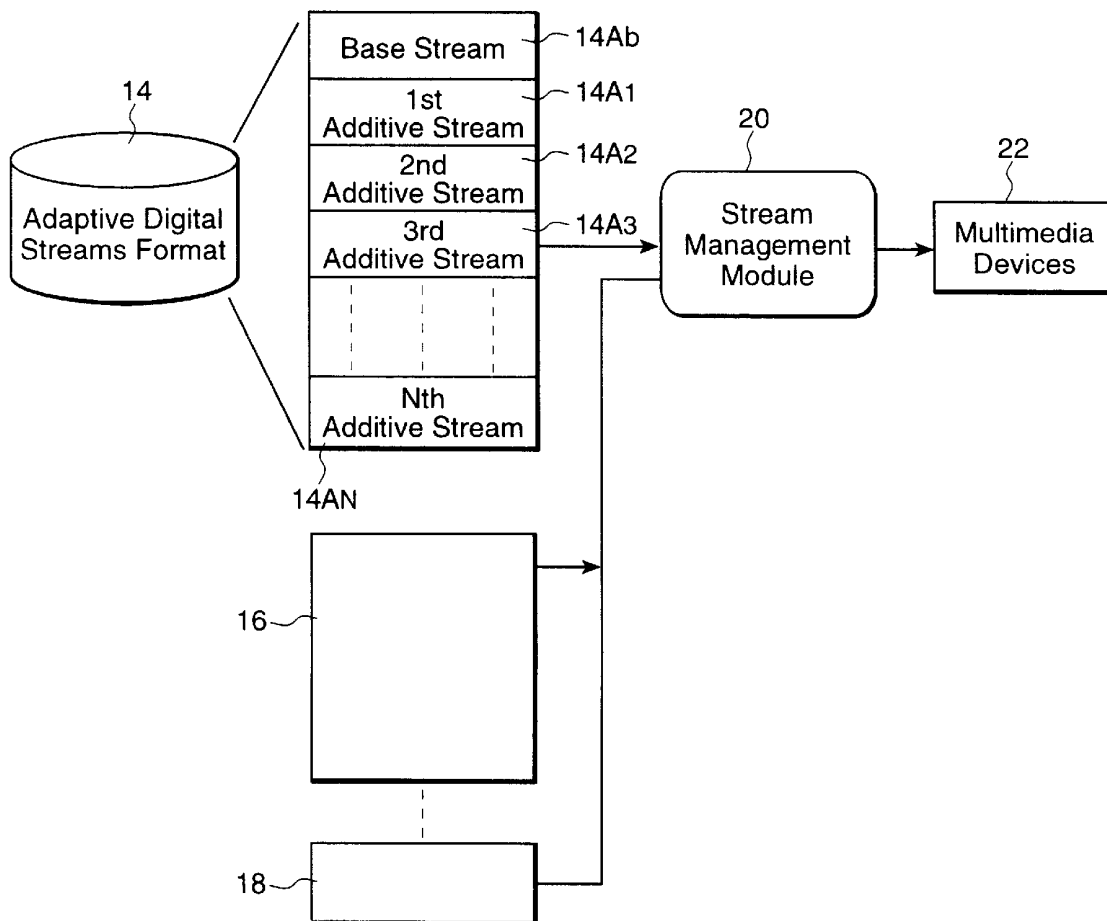 Base Stream
14Ab
14
1st
Additive Stream
14A1
2nd
Additive Stream
14A2
3rd
Additive Stream
14A3
Adaptive Digital
Streams Format
20
Stream
Management
Module
22
Multimedia
Devices
Nth
Additive Stream
14AN
16
18